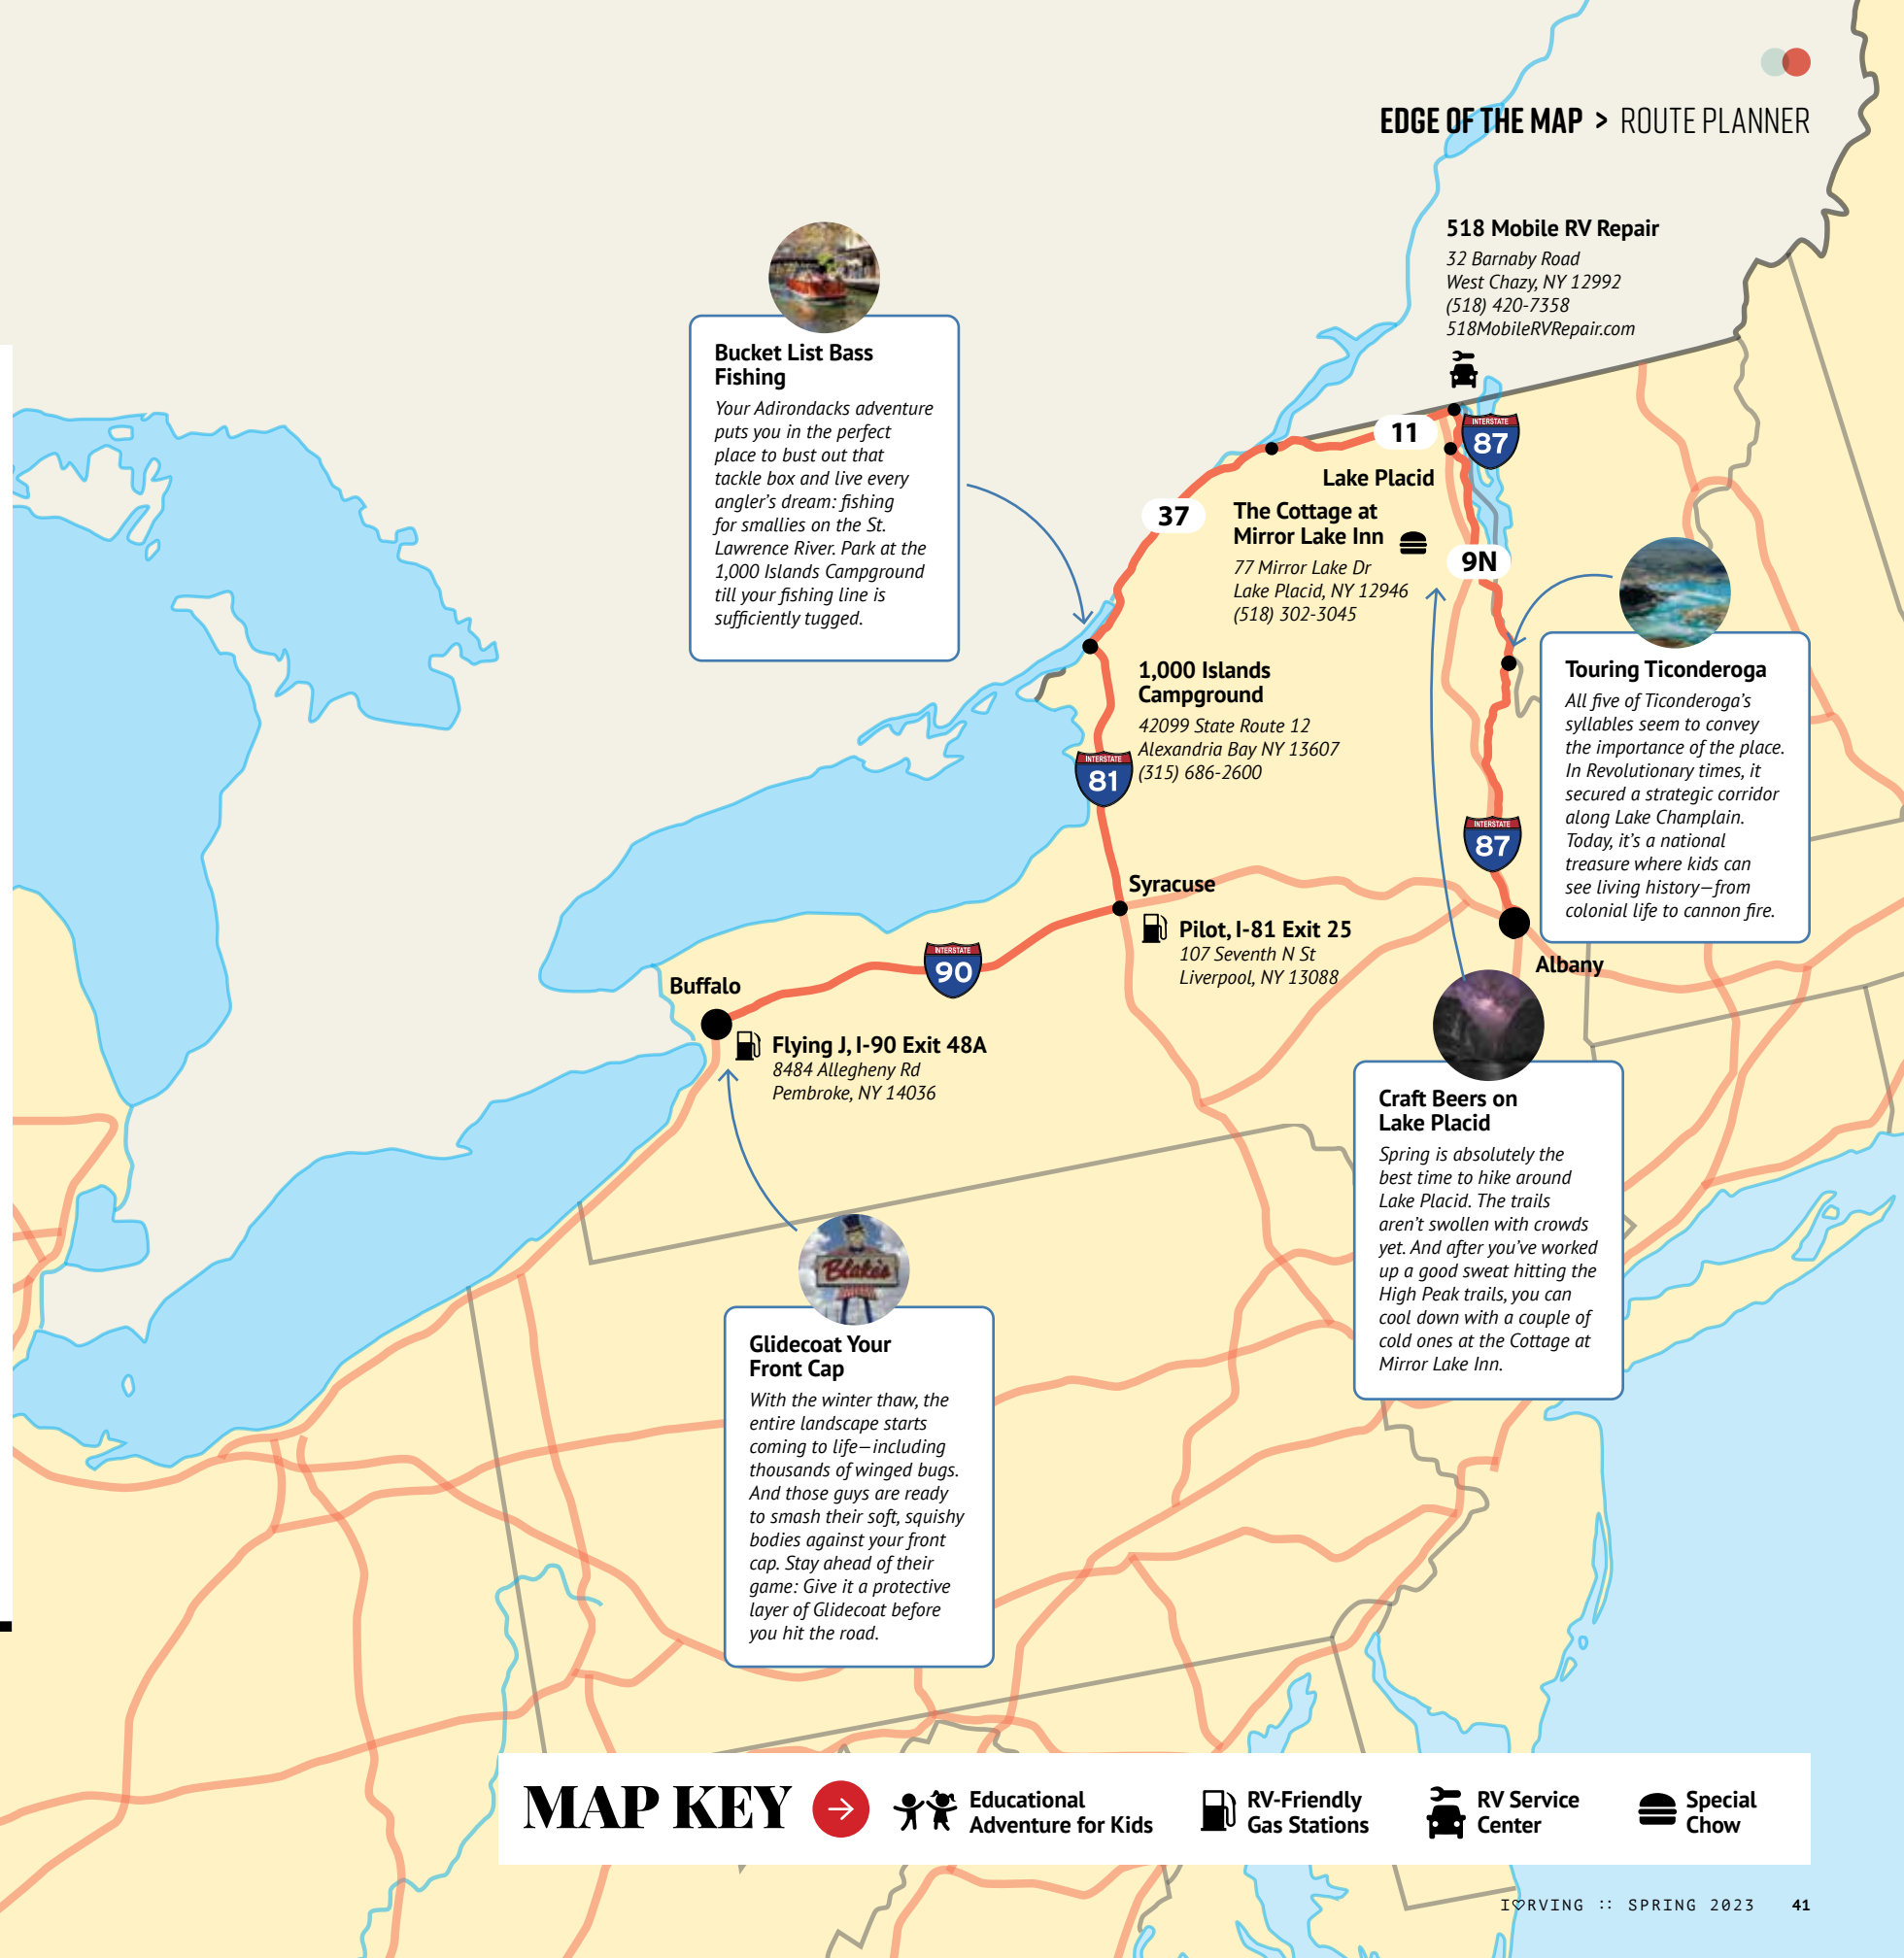 EDGE OF THE MAP > ROUTE PLANNER
518 Mobile RV Repair
32 Barnaby Road
West Chazy, NY 12992
(518) 420-7358
518MobileRVRepair.com
Bucket List Bass
Fishing
Your Adirondacks adventure
puts you in the perfect
place to bust out that
tackle box and live every
angler's dream: fishing
for smallies on the St.
Lawrence River. Park at the
1,000 Islands Campground
till your fishing line is
sufficiently tugged.
11
INTERSTATE
87
Lake Placid
37
The Cottage at
Mirror Lake Inn
77 Mirror Lake Dr
Lake Placid, NY 12946
(518) 302-3045
9N
1,000 Islands
Campground
42099 State Route 12
Alexandria Bay NY 13607
(315) 686-2600
INTERSTATE
81
Touring Ticonderoga
All five of Ticonderoga's
syllables seem to convey
the importance of the place.
In Revolutionary times, it
secured a strategic corridor
along Lake Champlain.
Today, it's a national
treasure where kids can
see living history—from
colonial life to cannon fire.
INTERSTATE
87
Syracuse
Pilot, I-81 Exit 25
107 Seventh N St
Liverpool, NY 13088
Albany
INTERSTATE
90
Buffalo
Flying J, I-90 Exit 48A
8484 Allegheny Rd
Pembroke, NY 14036
Craft Beers on
Lake Placid
Spring is absolutely the
best time to hike around
Lake Placid. The trails
aren't swollen with crowds
yet. And after you've worked
up a good sweat hitting the
High Peak trails, you can
cool down with a couple of
cold ones at the Cottage at
Mirror Lake Inn.
Blake's
Glidecoat Your
Front Cap
With the winter thaw, the
entire landscape starts
coming to life—including
thousands of winged bugs.
And those guys are ready
to smash their soft, squishy
bodies against your front
cap. Stay ahead of their
game: Give it a protective
layer of Glidecoat before
you hit the road.
MAP KEY
Educational
Adventure for Kids
RV-Friendly
Gas Stations
RV Service
Center
Special
Chow
I♡RVING :: SPRING 2023 41